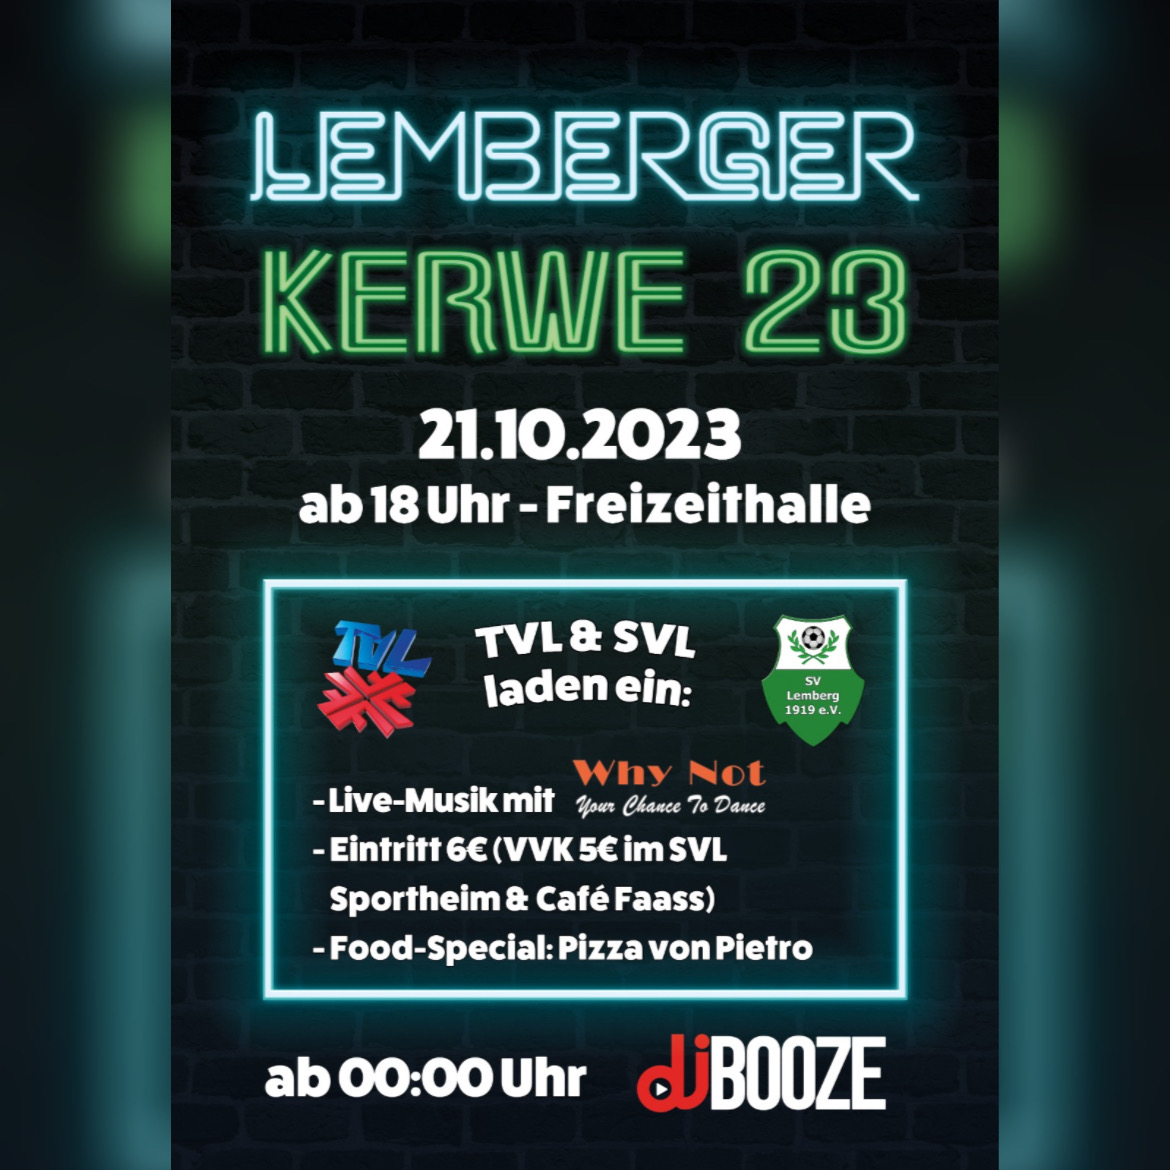 LEMBERGER
KERWE 23
21.10.2023
ab 18 Uhr - Freizeithalle
TVL
TVL & SVL
laden ein:
SV
Lemberg
1919 e.V.
- Live-Musik mit Why Not
Your Chance To Dance
- Eintritt 6€ (VVK 5€ im SVL
Sportheim & Café Faass)
- Food-Special: Pizza von Pietro
ab 00:00 Uhr dj BOOZE